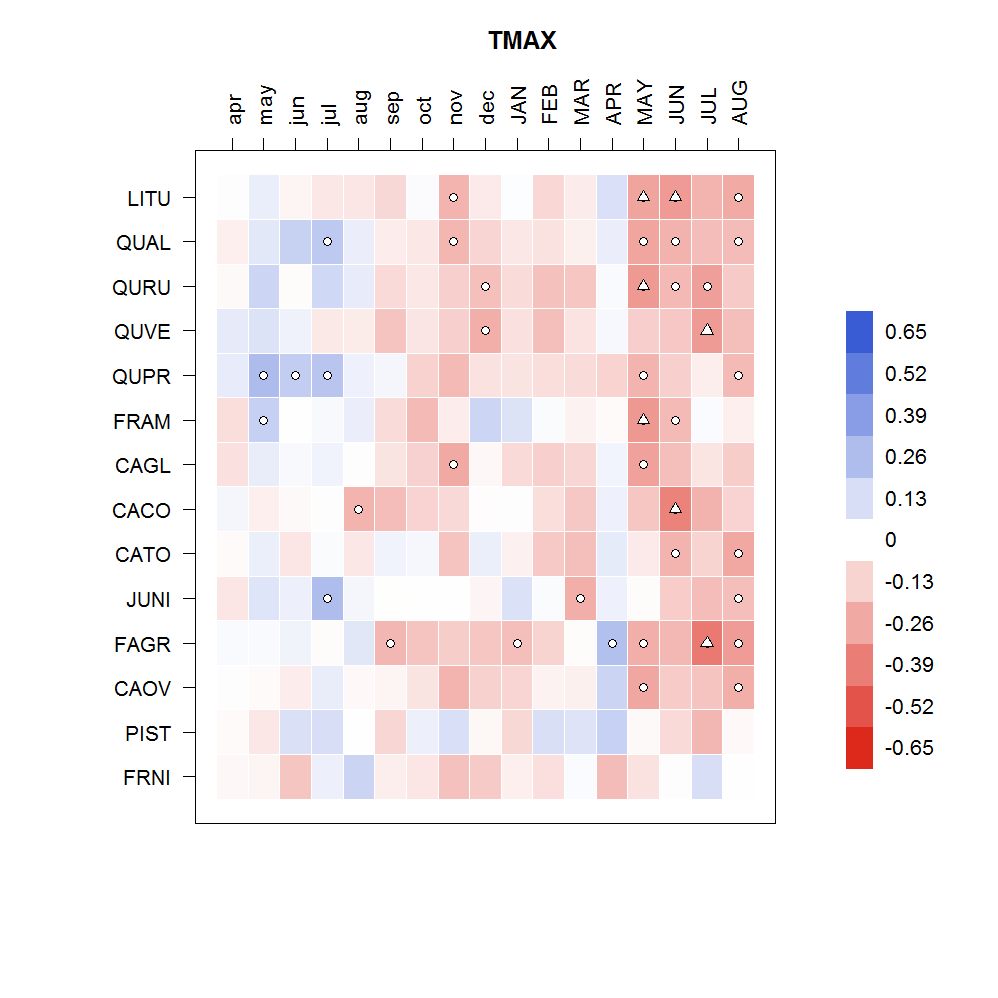 TMAX
apr may jun jul aug sep oct nov dec JAN FEB MAR APR MAY JUN JUL AUG
LITU
QUAL
QURU
QUVE
QUPR
FRAM
CAGL
CACO
CATO
JUNI
FAGR
CAOV
PIST
FRNI
0.65
0.52
0.39
0.26
0.13
0
-0.13
-0.26
-0.39
-0.52
-0.65